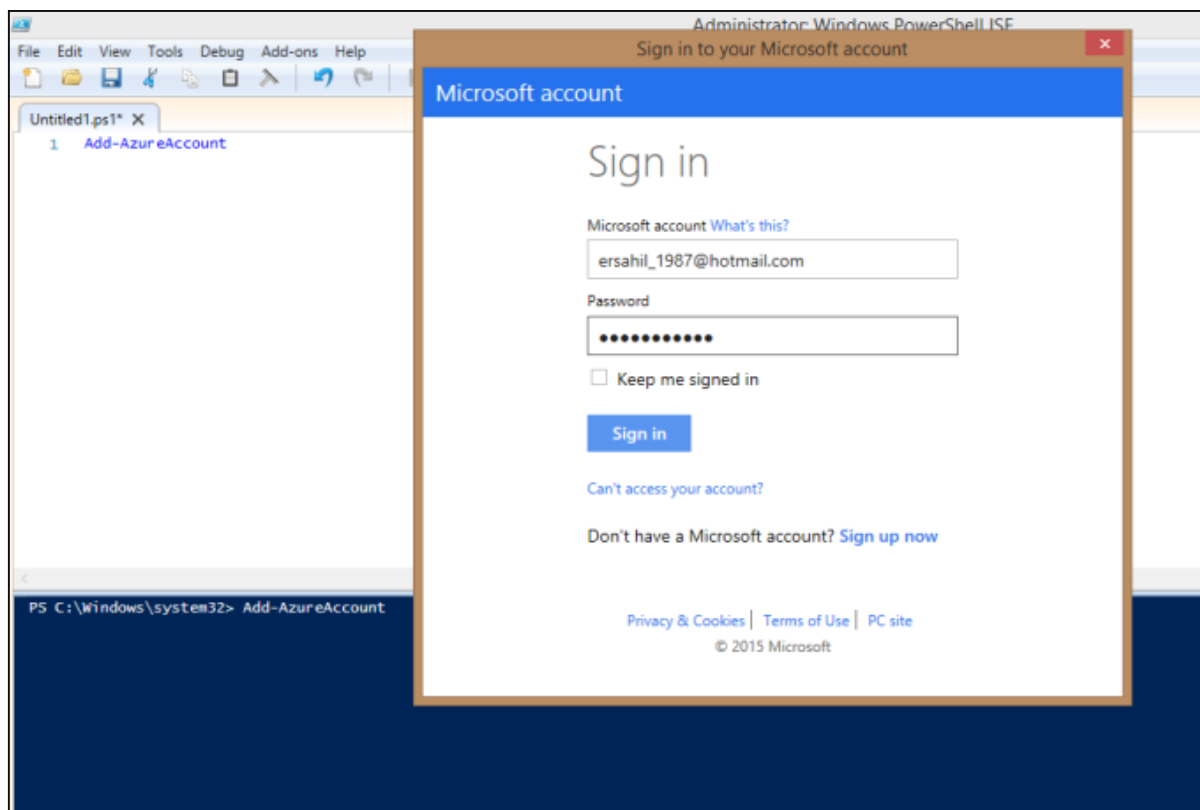 Administrator: Windows PowerShell ISE
File Edit View Tools Debug Add-ons Help
Untitled1.ps1* X
1 Add-AzureAccount
PS C:\Windows\system32> Add-AzureAccount
Sign in to your Microsoft account
Microsoft account
Sign in
Microsoft account What's this?
ersahil_1987@hotmail.com
Password
•••••••••••
Keep me signed in
Sign in
Can't access your account?
Don't have a Microsoft account? Sign up now
Privacy & Cookies | Terms of Use | PC site
© 2015 Microsoft